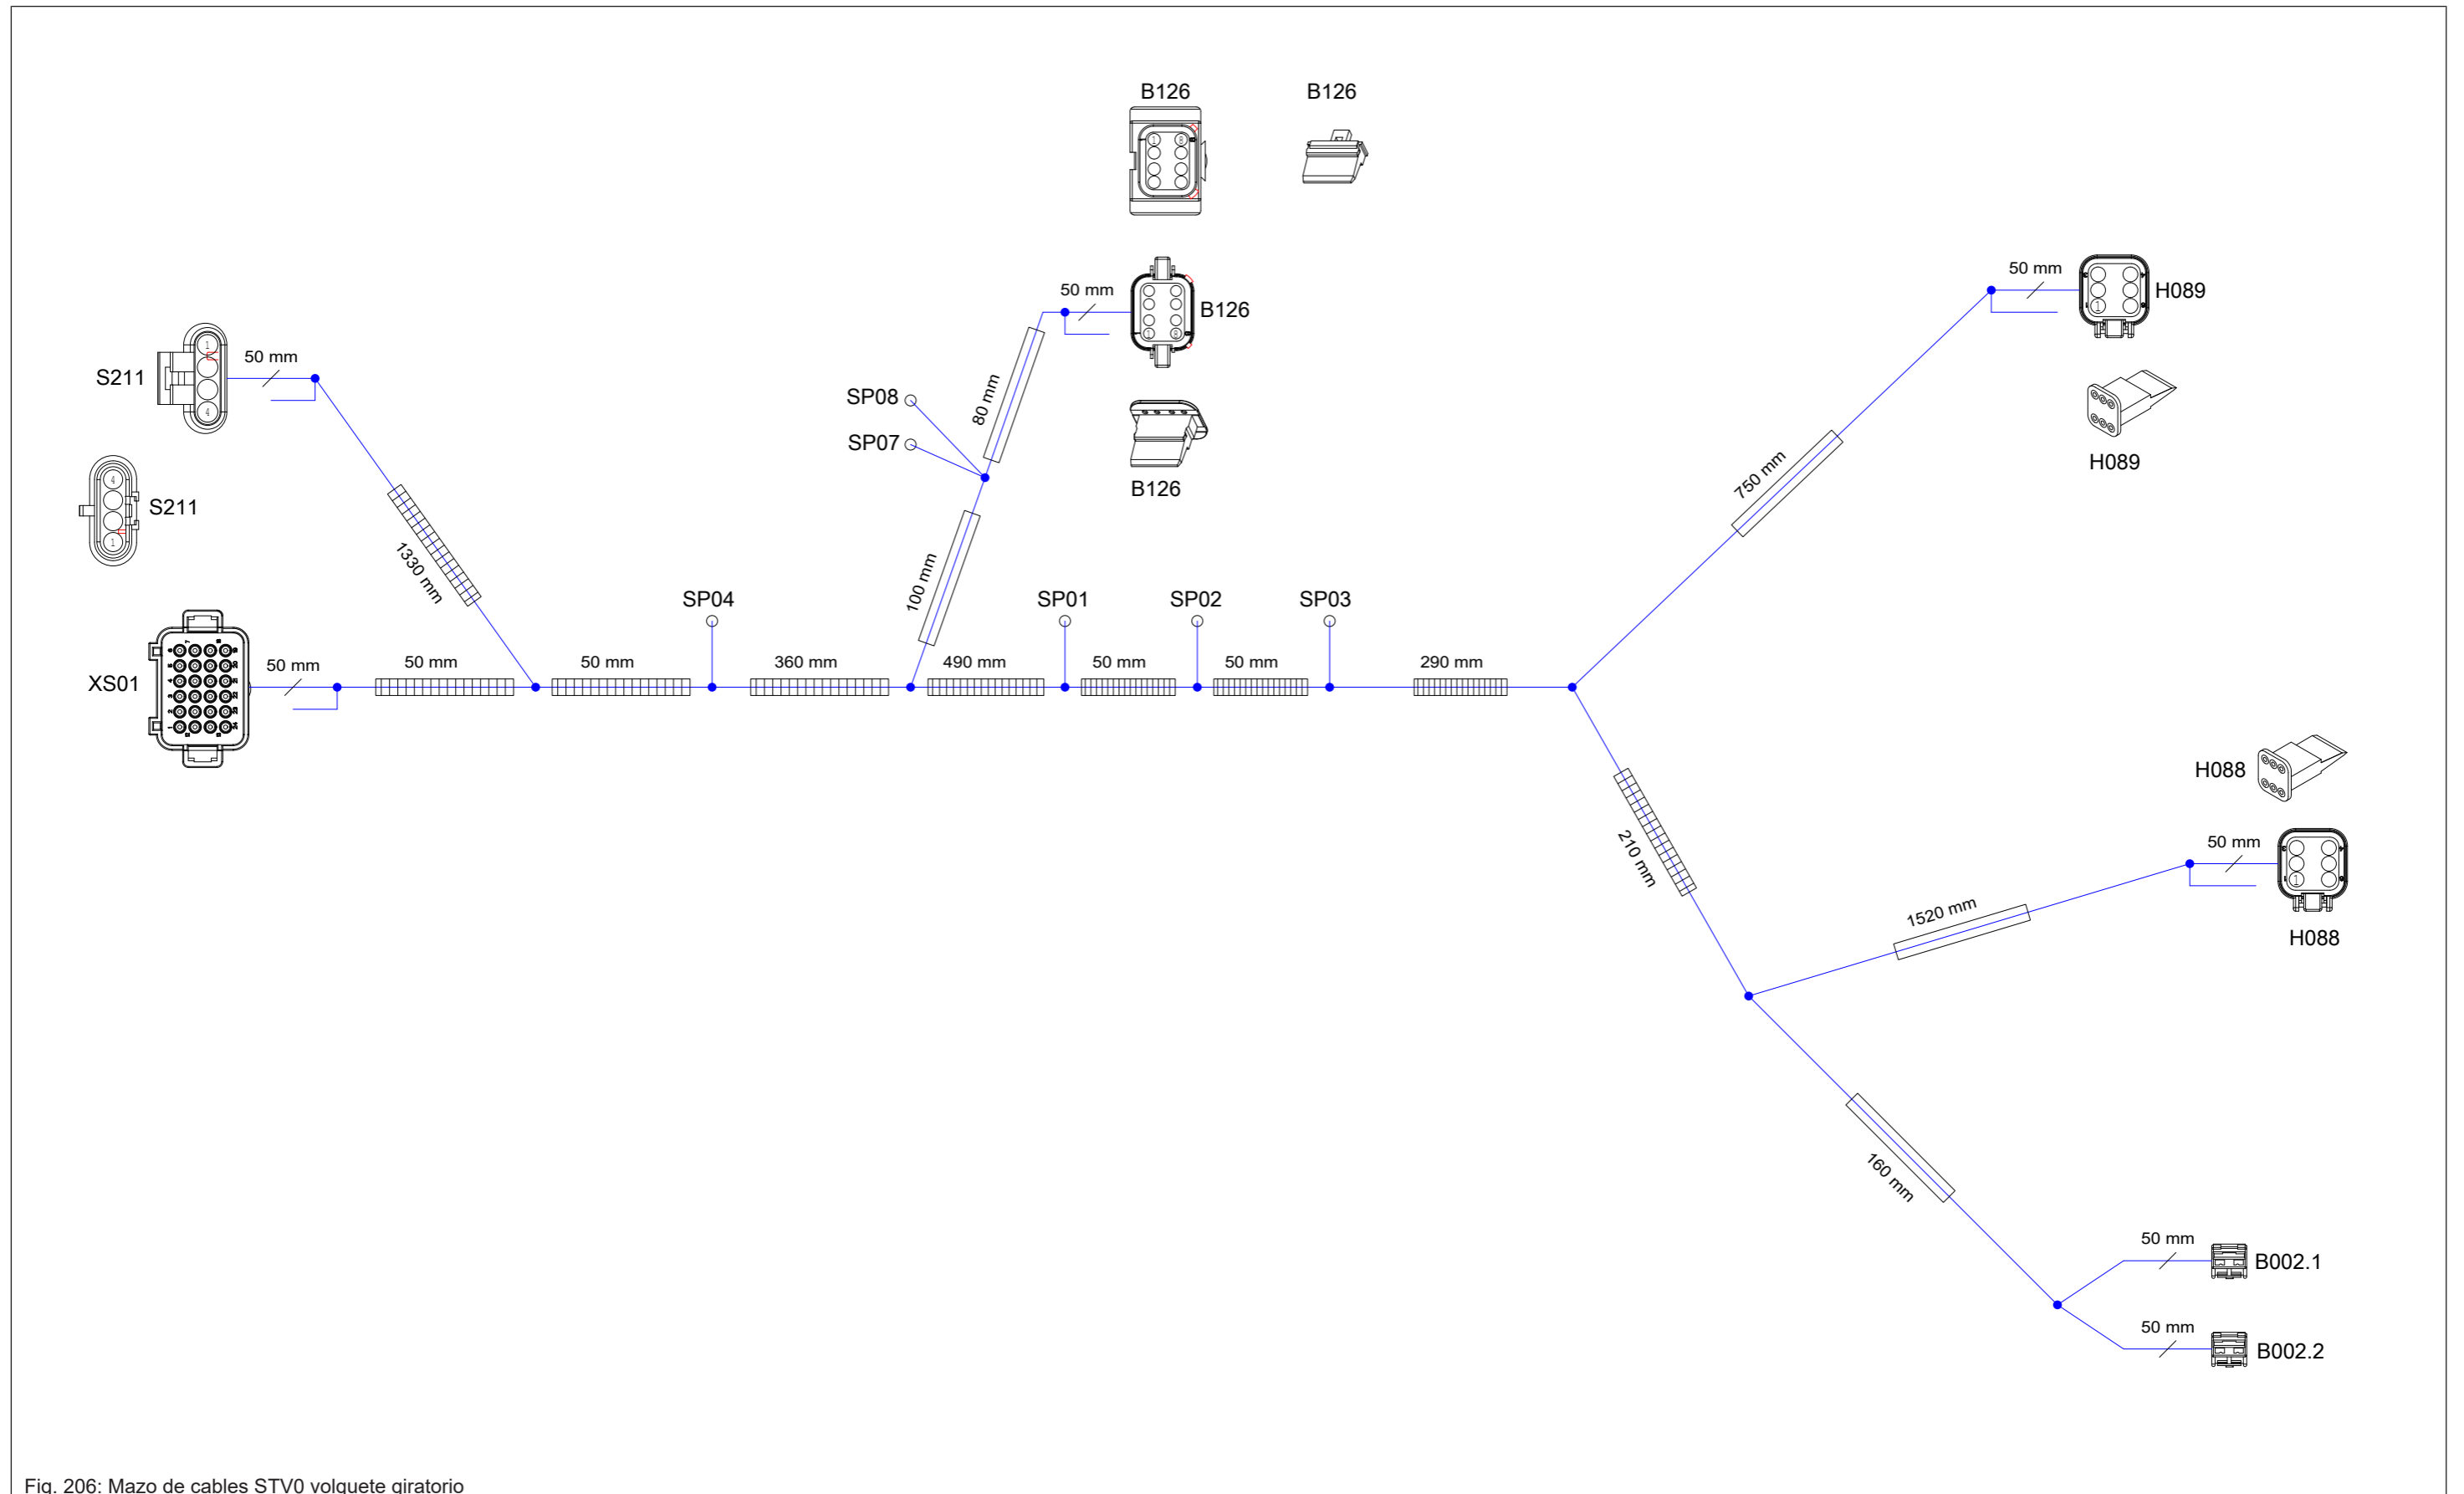 B126 B126
50 mm B126
50 mm H089
S211 50 mm
80 mm
SP08
SP07
H089
B126
750 mm
S211
1330 mm
100 mm
SP04 SP01 SP02 SP03
XS01 50 mm 50 mm 50 mm 360 mm 490 mm 50 mm 50 mm 290 mm
H088
210 mm
50 mm
1520 mm
H088
160 mm
50 mm B002.1
50 mm B002.2
Fig. 206: Mazo de cables STV0 volquete giratorio